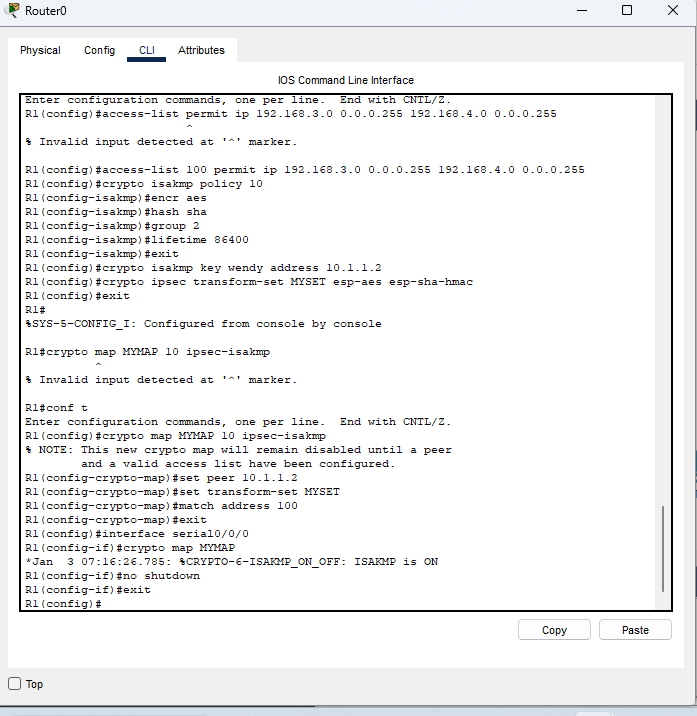 Router0
Physical Config CLI Attributes
IOS Command Line Interface
Enter configuration commands, one per line.  End with CNTL/Z.
R1(config)#access-list permit ip 192.168.3.0 0.0.0.255 192.168.4.0 0.0.0.255
^
% Invalid input detected at '^' marker.
R1(config)#access-list 100 permit ip 192.168.3.0 0.0.0.255 192.168.4.0 0.0.0.255
R1(config)#crypto isakmp policy 10
R1(config-isakmp)#encr aes
R1(config-isakmp)#hash sha
R1(config-isakmp)#group 2
R1(config-isakmp)#lifetime 86400
R1(config-isakmp)#exit
R1(config)#crypto isakmp key wendy address 10.1.1.2
R1(config)#crypto ipsec transform-set MYSET esp-aes esp-sha-hmac
R1(config)#exit
R1#
%SYS-5-CONFIG_I: Configured from console by console
R1#crypto map MYMAP 10 ipsec-isakmp
^
% Invalid input detected at '^' marker.
R1#conf t
Enter configuration commands, one per line.  End with CNTL/Z.
R1(config)#crypto map MYMAP 10 ipsec-isakmp
% NOTE: This new crypto map will remain disabled until a peer
and a valid access list have been configured.
R1(config-crypto-map)#set peer 10.1.1.2
R1(config-crypto-map)#set transform-set MYSET
R1(config-crypto-map)#match address 100
R1(config-crypto-map)#exit
R1(config)#interface serial0/0/0
R1(config-if)#crypto map MYMAP
*Jan  3 07:16:26.785: %CRYPTO-6-ISAKMP_ON_OFF: ISAKMP is ON
R1(config-if)#no shutdown
R1(config-if)#exit
R1(config)#
Copy Paste
Top